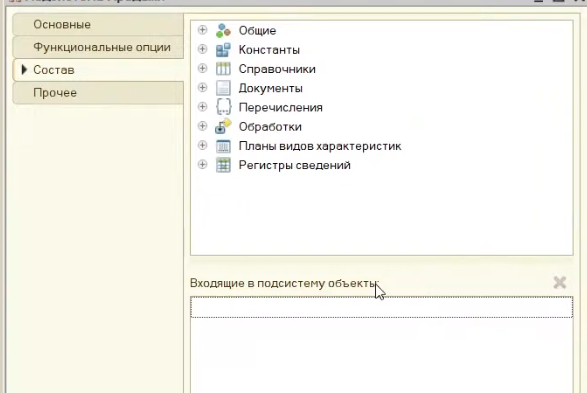 Основные
Функциональные опции
Состав
Прочее
Общие
Константы
Справочники
Документы
Перечисления
Обработки
Планы видов характеристик
Регистры сведений
Входящие в подсистему объекты: